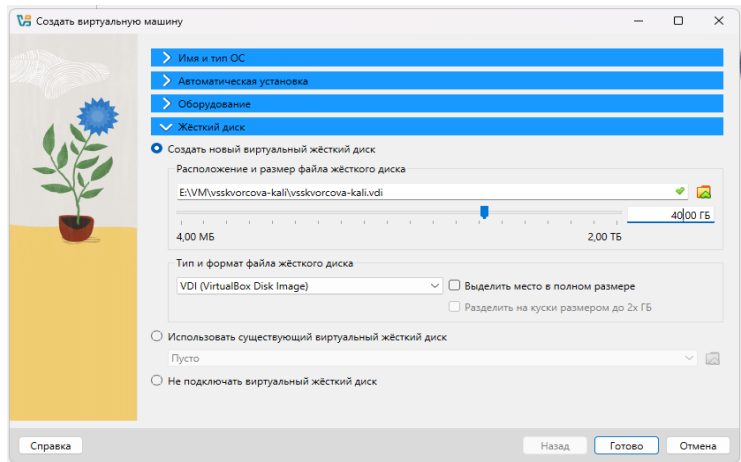 Создать виртуальную машину
Имя и тип ОС
Автоматическая установка
Оборудование
Жёсткий диск
Создать новый виртуальный жёсткий диск
Расположение и размер файла жёсткого диска
E:\VM\vsskvorcova-kali\vsskvorcova-kali.vdi
40,00 ГБ
4,00 МБ 2,00 ТБ
Тип и формат файла жёсткого диска
VDI (VirtualBox Disk Image) Выделить место в полном размере
Разделить на куски размером до 2х ГБ
Использовать существующий виртуальный жёсткий диск
Пусто
Не подключать виртуальный жёсткий диск
Справка Назад Готово Отмена